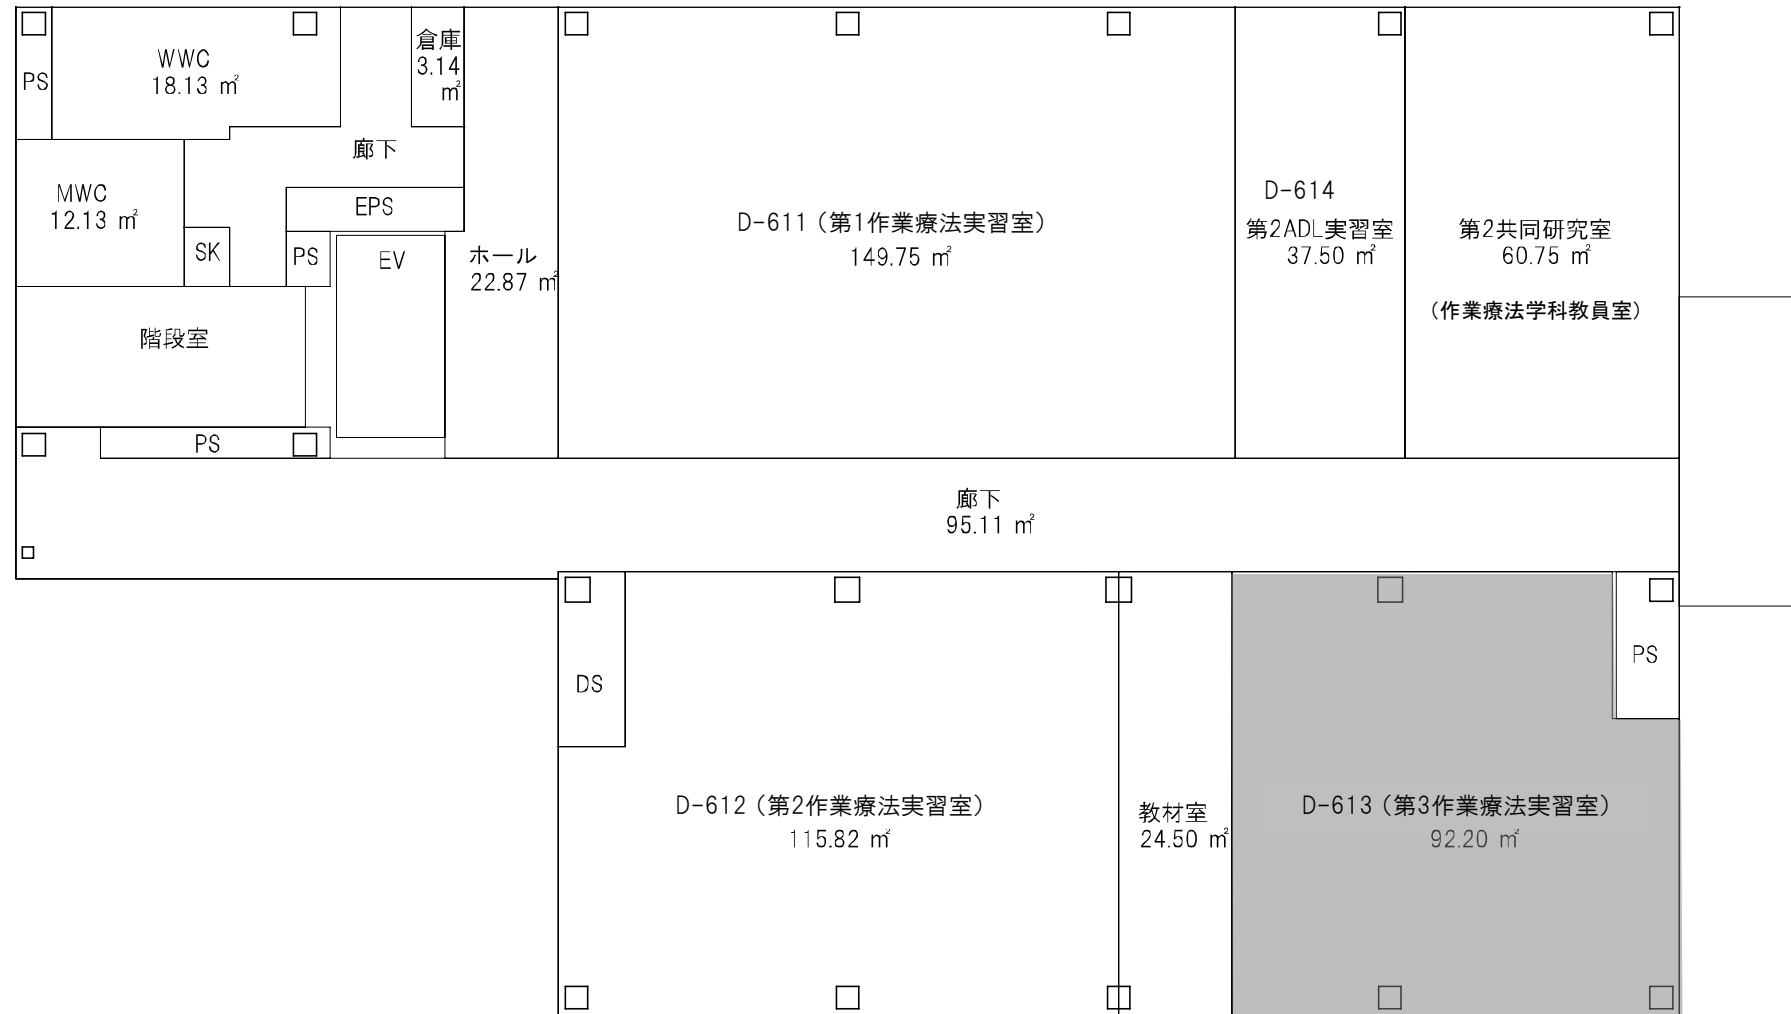 PS
WWC
18.13 ㎡
倉庫
3.14
㎡
廊下
MWC
12.13 ㎡
EPS
SK
PS
EV
ホール
22.87 ㎡
階段室
PS
D-611（第1作業療法実習室）
149.75 ㎡
D-614
第2ADL実習室
37.50 ㎡
第2共同研究室
60.75 ㎡
（作業療法学科教員室）
廊下
95.11 ㎡
DS
PS
D-612（第2作業療法実習室）
115.82 ㎡
教材室
24.50 ㎡
D-613（第3作業療法実習室）
92.20 ㎡